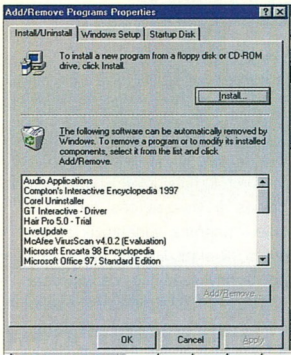 Add/Remove Programs Properties
Install/Uninstall Windows Setup Startup Disk
To install a new program from a floppy disk or CD-ROM
drive, click Install.
Install...
The following software can be automatically removed by
Windows. To remove a program or to modify its installed
components, select it from the list and click
Add/Remove.
Audio Applications
Compton's Interactive Encyclopedia 1997
Corel Uninstaller
GT Interactive - Driver
Hair Pro 5.0 - Trial
LiveUpdate
McAfee VirusScan v4.0.2 (Evaluation)
Microsoft Encarta 98 Encyclopedia
Microsoft Office 97, Standard Edition
Add/Remove...
OK Cancel Apply